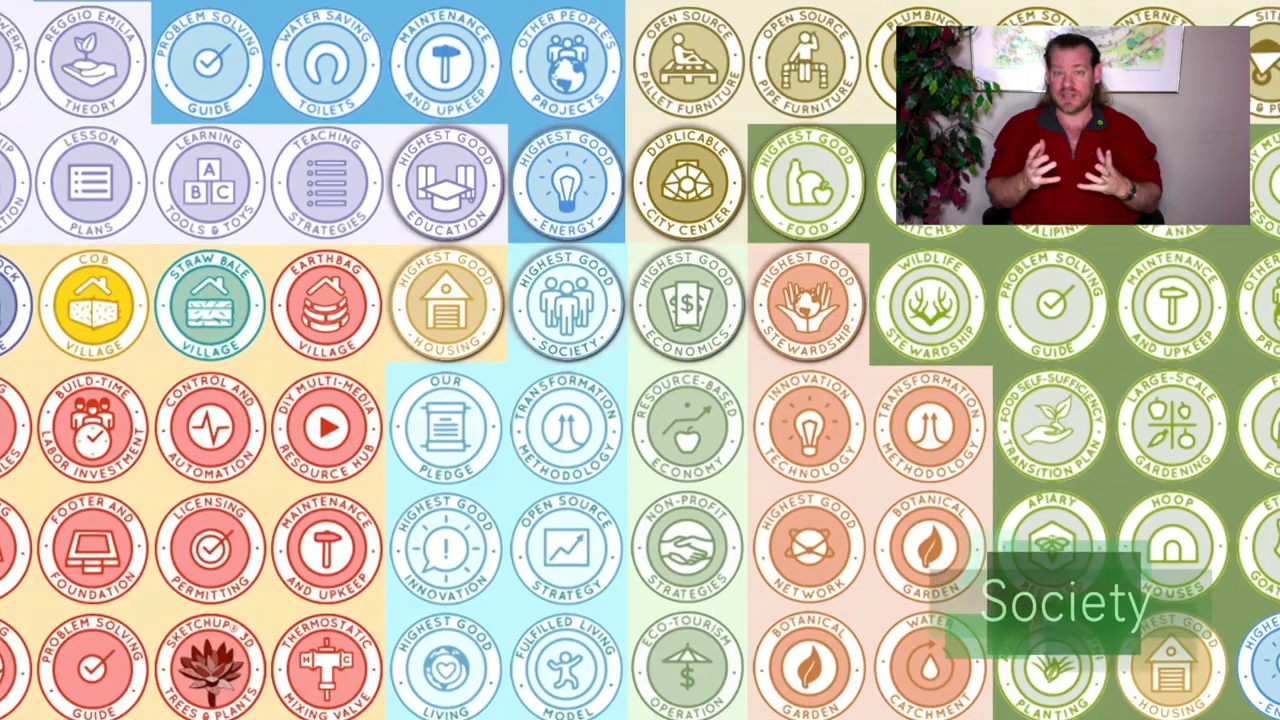 REGGIO EMILIA THEORY
PROBLEM SOLVING GUIDE
WATER SAVING TOILETS
MAINTENANCE AND UPKEEP
OTHER PEOPLE'S PROJECTS
OPEN SOURCE PALLET FURNITURE
OPEN SOURCE PIPE FURNITURE
PLUMBING
INTERNET
LESSON PLANS
LEARNING TOOLS & TOYS
A
B C
TEACHING STRATEGIES
HIGHEST GOOD EDUCATION
HIGHEST GOOD ENERGY
DUPLICABLE CITY CENTER
HIGHEST GOOD FOOD
COB VILLAGE
STRAW BALE VILLAGE
EARTHBAG VILLAGE
HIGHEST GOOD HOUSING
HIGHEST GOOD SOCIETY
HIGHEST GOOD ECONOMICS
$
HIGHEST GOOD STEWARDSHIP
WILDLIFE STEWARDSHIP
PROBLEM SOLVING GUIDE
MAINTENANCE AND UPKEEP
BUILD-TIME LABOR INVESTMENT
CONTROL AND AUTOMATION
DIY MULTI-MEDIA RESOURCE HUB
OUR PLEDGE
TRANSFORMATION METHODOLOGY
RESOURCE-BASED ECONOMY
INNOVATION TECHNOLOGY
TRANSFORMATION METHODOLOGY
FOOD SELF-SUFFICIENCY TRANSITION PLAN
LARGE-SCALE GARDENING
FOOTER AND FOUNDATION
LICENSING PERMITTING
MAINTENANCE AND UPKEEP
HIGHEST GOOD INNOVATION
OPEN SOURCE STRATEGY
NON-PROFIT STRATEGIES
HIGHEST GOOD NETWORK
BOTANICAL GARDEN
APIARY
HOOP HOUSES
Society
PROBLEM SOLVING GUIDE
SKETCHUP® 3D TREES & PLANTS
THERMOSTATIC MIXING VALVE
H C
HIGHEST GOOD LIVING
FULFILLED LIVING MODEL
ECO-TOURISM OPERATION
$
BOTANICAL GARDEN
WATER CATCHMENT
PLANTING
HOUSING